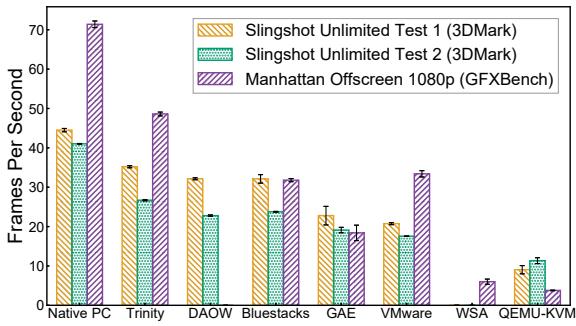 Frames Per Second
70
60
50
40
30
20
10
0
Slingshot Unlimited Test 1 (3DMark)
Slingshot Unlimited Test 2 (3DMark)
Manhattan Offscreen 1080p (GFXBench)
Native PC Trinity DAOW Bluestacks GAE VMware WSA QEMU-KVM